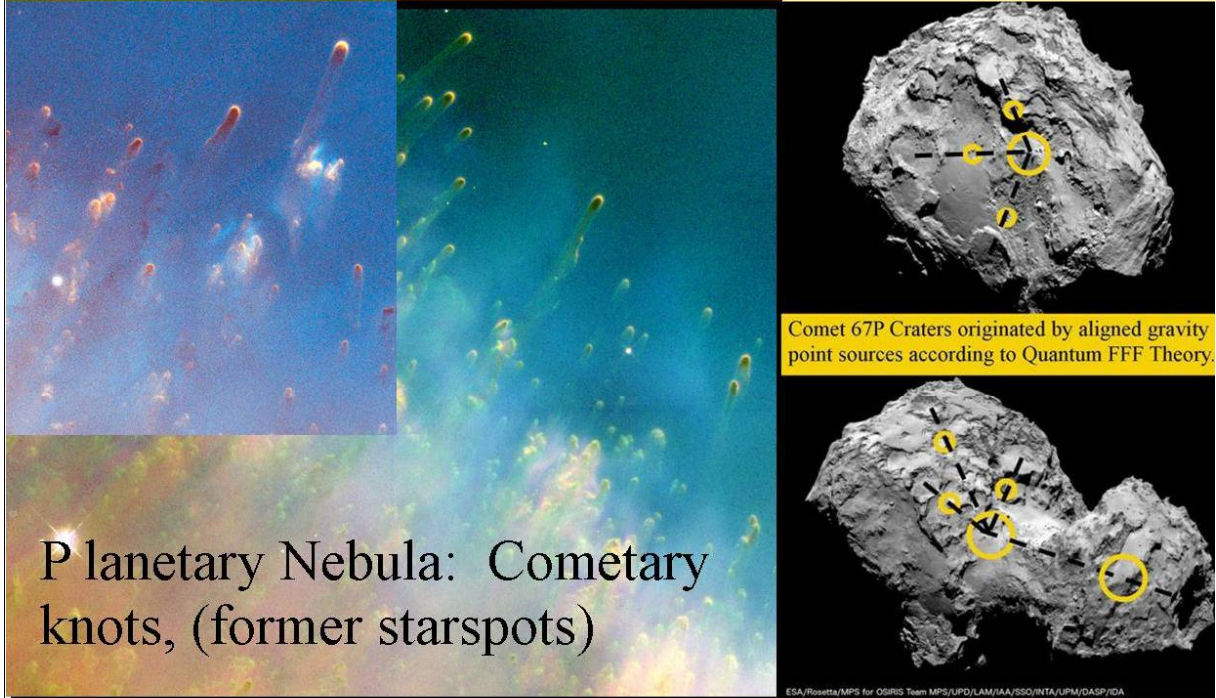 P lanetary Nebula:  Cometary
knots, (former starspots)
Comet 67P Craters originated by aligned gravity
point sources according to Quantum FFF Theory.
ESA/Rosetta/MPS for OSIRIS Team MPS/UPD/LAM/IAA/SSO/INTA/UPM/DASP/IDA